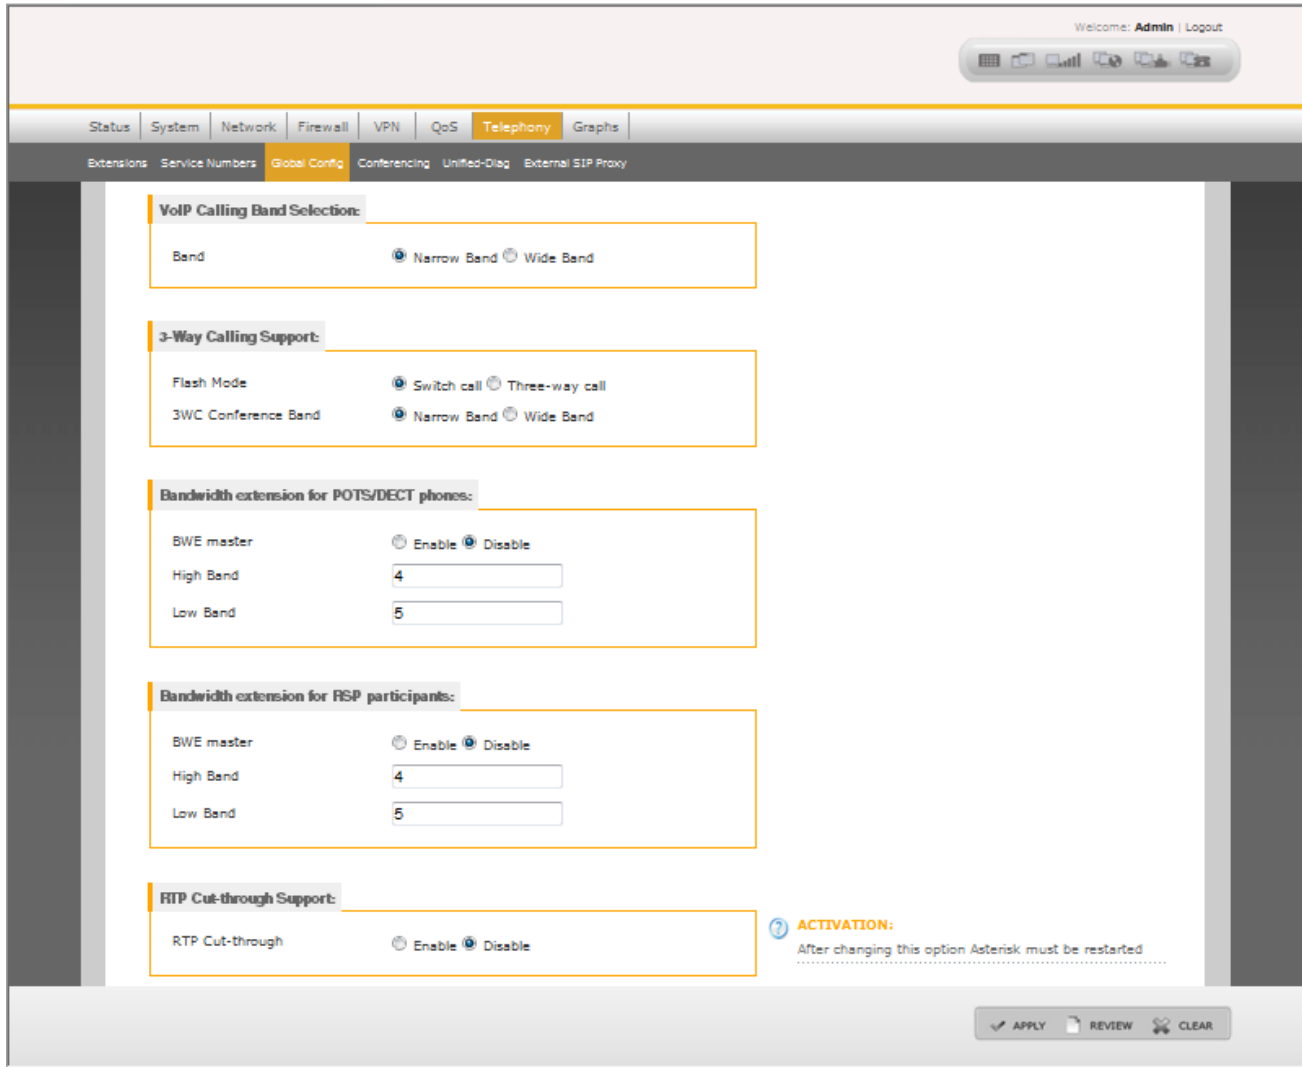 Welcome: Admin | Logout
Status System Network Firewall VPN QoS Telephony Graphs
Extensions Service Numbers Global Config Conferencing Unified-Diag External SIP Proxy
VoIP Calling Band Selection:
Band Narrow Band Wide Band
3-Way Calling Support:
Flash Mode Switch call Three-way call
3WC Conference Band Narrow Band Wide Band
Bandwidth extension for POTS/DECT phones:
BWE master Enable Disable
High Band 4
Low Band 5
Bandwidth extension for RSP participants:
BWE master Enable Disable
High Band 4
Low Band 5
RTP Cut-through Support:
RTP Cut-through Enable Disable
ACTIVATION:
After changing this option Asterisk must be restarted
APPLY REVIEW CLEAR